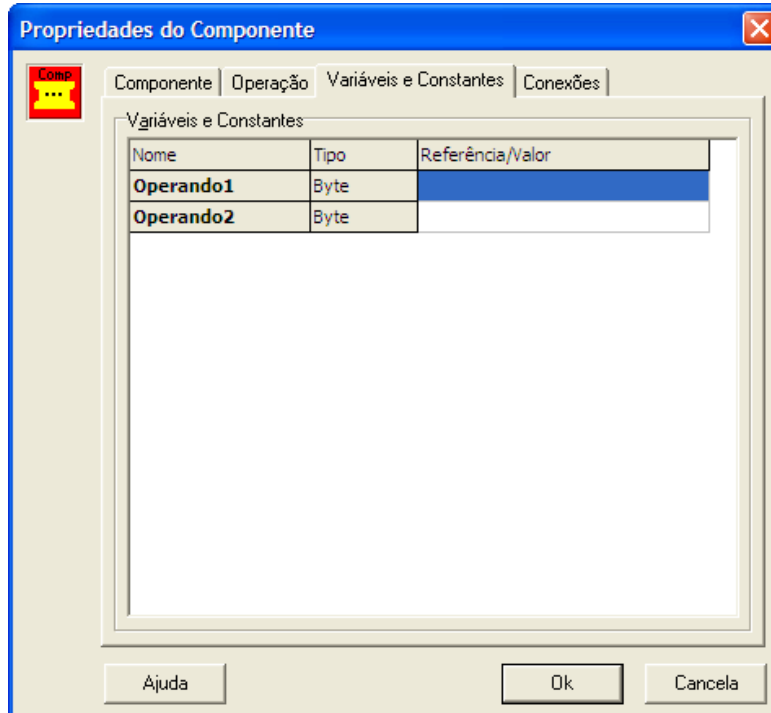 Propriedades do Componente
Comp
...
Componente Operação Variáveis e Constantes Conexões
Variáveis e Constantes
Nome Tipo Referência/Valor
Operando1 Byte
Operando2 Byte
Ajuda Ok Cancela